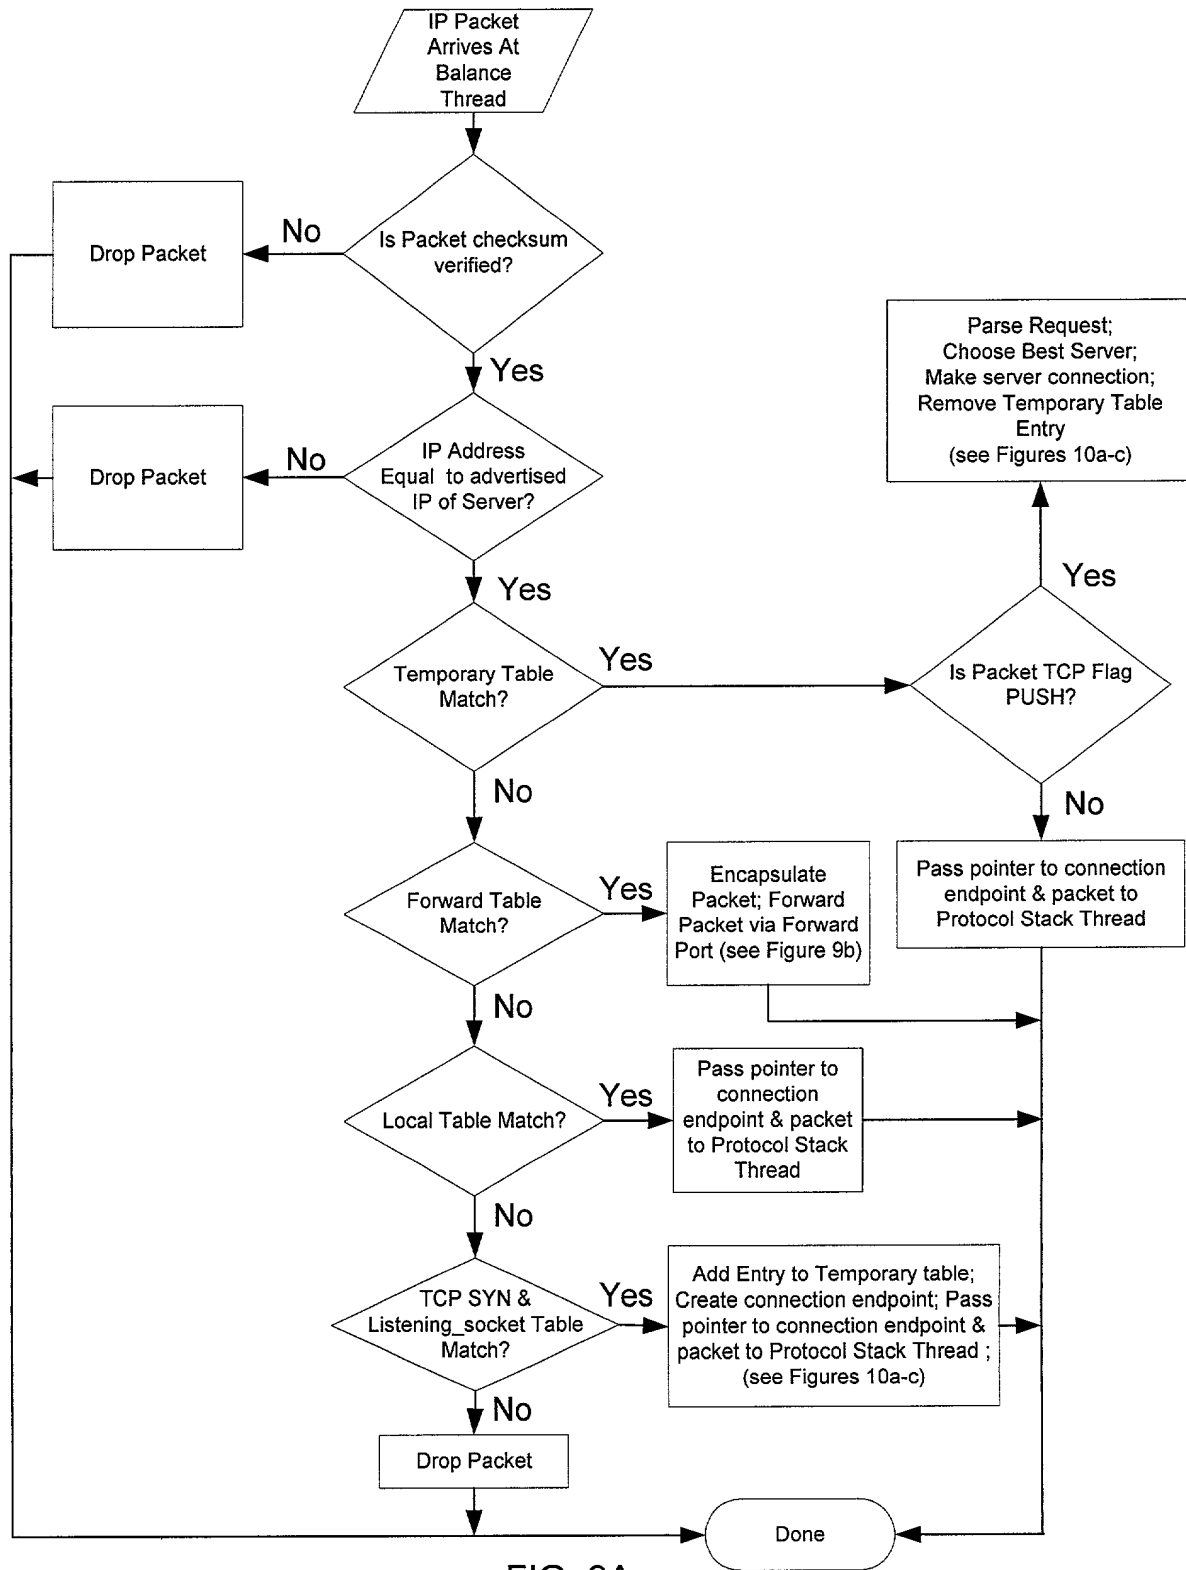 IP Packet
Arrives At
Balance
Thread
Is Packet checksum
verified?
No
Drop Packet
Yes
IP Address
Equal to advertised
IP of Server?
No
Drop Packet
Yes
Temporary Table
Match?
Yes
Is Packet TCP Flag
PUSH?
Yes
Parse Request;
Choose Best Server;
Make server connection;
Remove Temporary Table
Entry
(see Figures 10a-c)
No
Pass pointer to connection
endpoint & packet to
Protocol Stack Thread
No
Forward Table
Match?
Yes
Encapsulate
Packet; Forward
Packet via Forward
Port (see Figure 9b)
No
Local Table Match?
Yes
Pass pointer to
connection
endpoint & packet
to Protocol Stack
Thread
No
TCP SYN &
Listening_socket Table
Match?
Yes
Add Entry to Temporary table;
Create connection endpoint; Pass
pointer to connection endpoint &
packet to Protocol Stack Thread ;
(see Figures 10a-c)
No
Drop Packet
Done